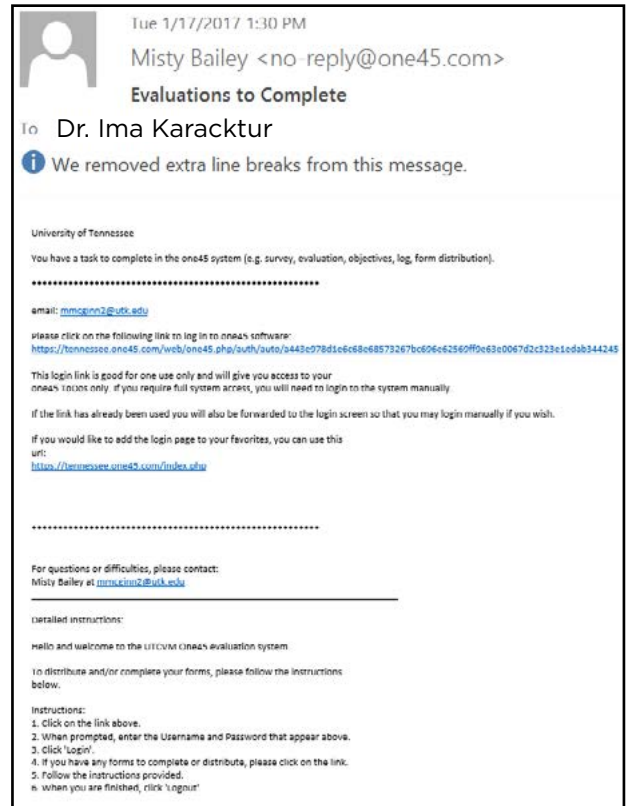 Tue 1/17/2017 1:30 PM
Misty Bailey <no-reply@one45.com>
Evaluations to Complete
To Dr. Ima Karacktur
We removed extra line breaks from this message.
University of Tennessee
You have a task to complete in the one45 system (e.g. survey, evaluation, objectives, log, form distribution).
**********************************************************
email: mmcginn2@utk.edu
Please click on the following link to log in to one45 software:
This login link is good for one use only and will give you access to your
one45 ToDos only. If you require full system access, you will need to login to the system manually.
If the link has already been used you will also be forwarded to the login screen so that you may login manually if you wish.
If you would like to add the login page to your favorites, you can use this
url:
https://tennessee.one45.com/index.php
**********************************************************
For questions or difficulties, please contact:
Misty Bailey at mmcginn2@utk.edu
Detailed instructions:
Hello and welcome to the UTCVM One45 evaluation system.
To distribute and/or complete your forms, please follow the instructions
below.
Instructions:
1. Click on the link above.
2. When prompted, enter the Username and Password that appear above.
3. Click 'Login'.
4. If you have any forms to complete or distribute, please click on the link.
5. Follow the instructions provided.
6. When you are finished, click 'Logout'